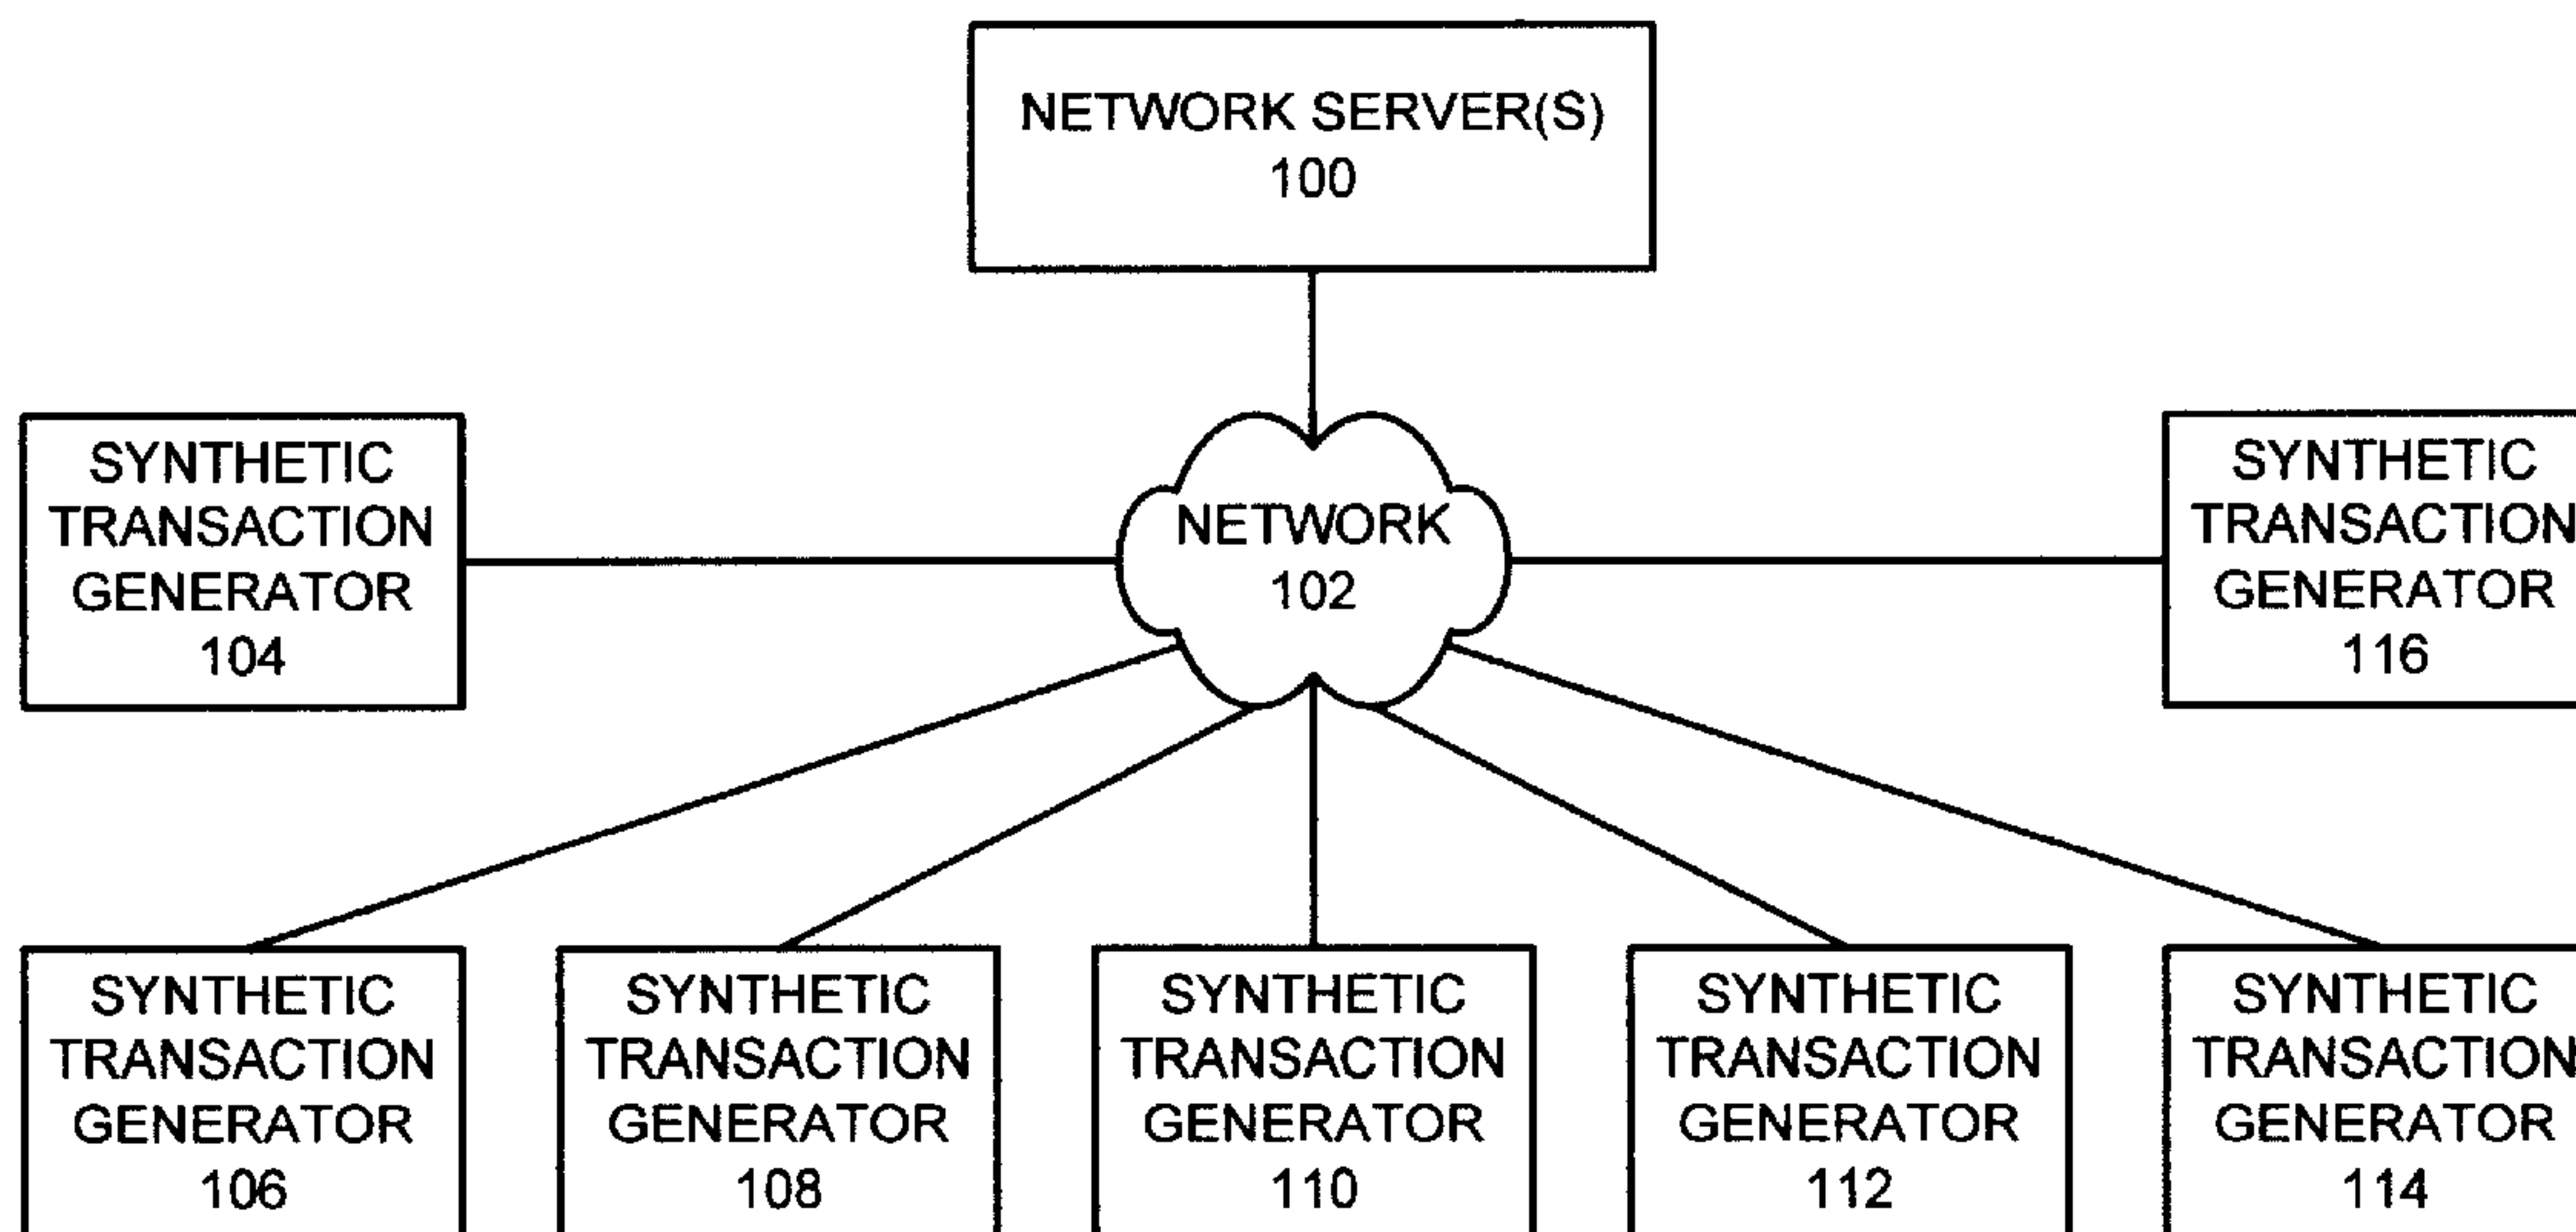 NETWORK SERVER(S)
100
SYNTHETIC
TRANSACTION
GENERATOR
104
NETWORK
102
SYNTHETIC
TRANSACTION
GENERATOR
116
SYNTHETIC
TRANSACTION
GENERATOR
106
SYNTHETIC
TRANSACTION
GENERATOR
108
SYNTHETIC
TRANSACTION
GENERATOR
110
SYNTHETIC
TRANSACTION
GENERATOR
112
SYNTHETIC
TRANSACTION
GENERATOR
114